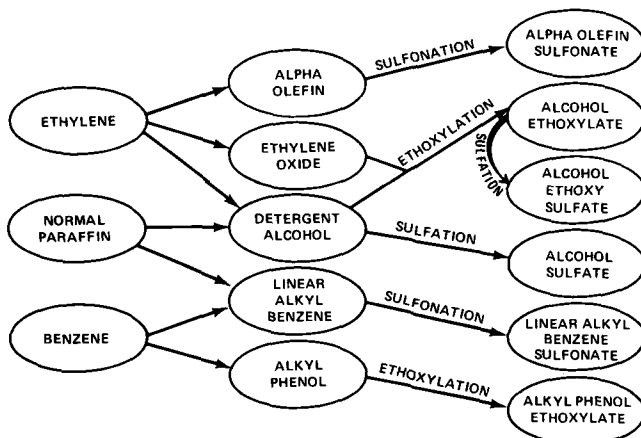 ETHYLENE
NORMAL
PARAFFIN
BENZENE
ALPHA
OLEFIN
ETHYLENE
OXIDE
DETERGENT
ALCOHOL
LINEAR
ALKYL
BENZENE
ALKYL
PHENOL
SULFONATION
ETHOXYLATION
SULFATION
SULFATION
SULFONATION
ETHOXYLATION
ALPHA OLEFIN
SULFONATE
ALCOHOL
ETHOXYLATE
ALCOHOL
ETHOXY
SULFATE
ALCOHOL
SULFATE
LINEAR ALKYL
BENZENE
SULFONATE
ALKYL PHENOL
ETHOXYLATE